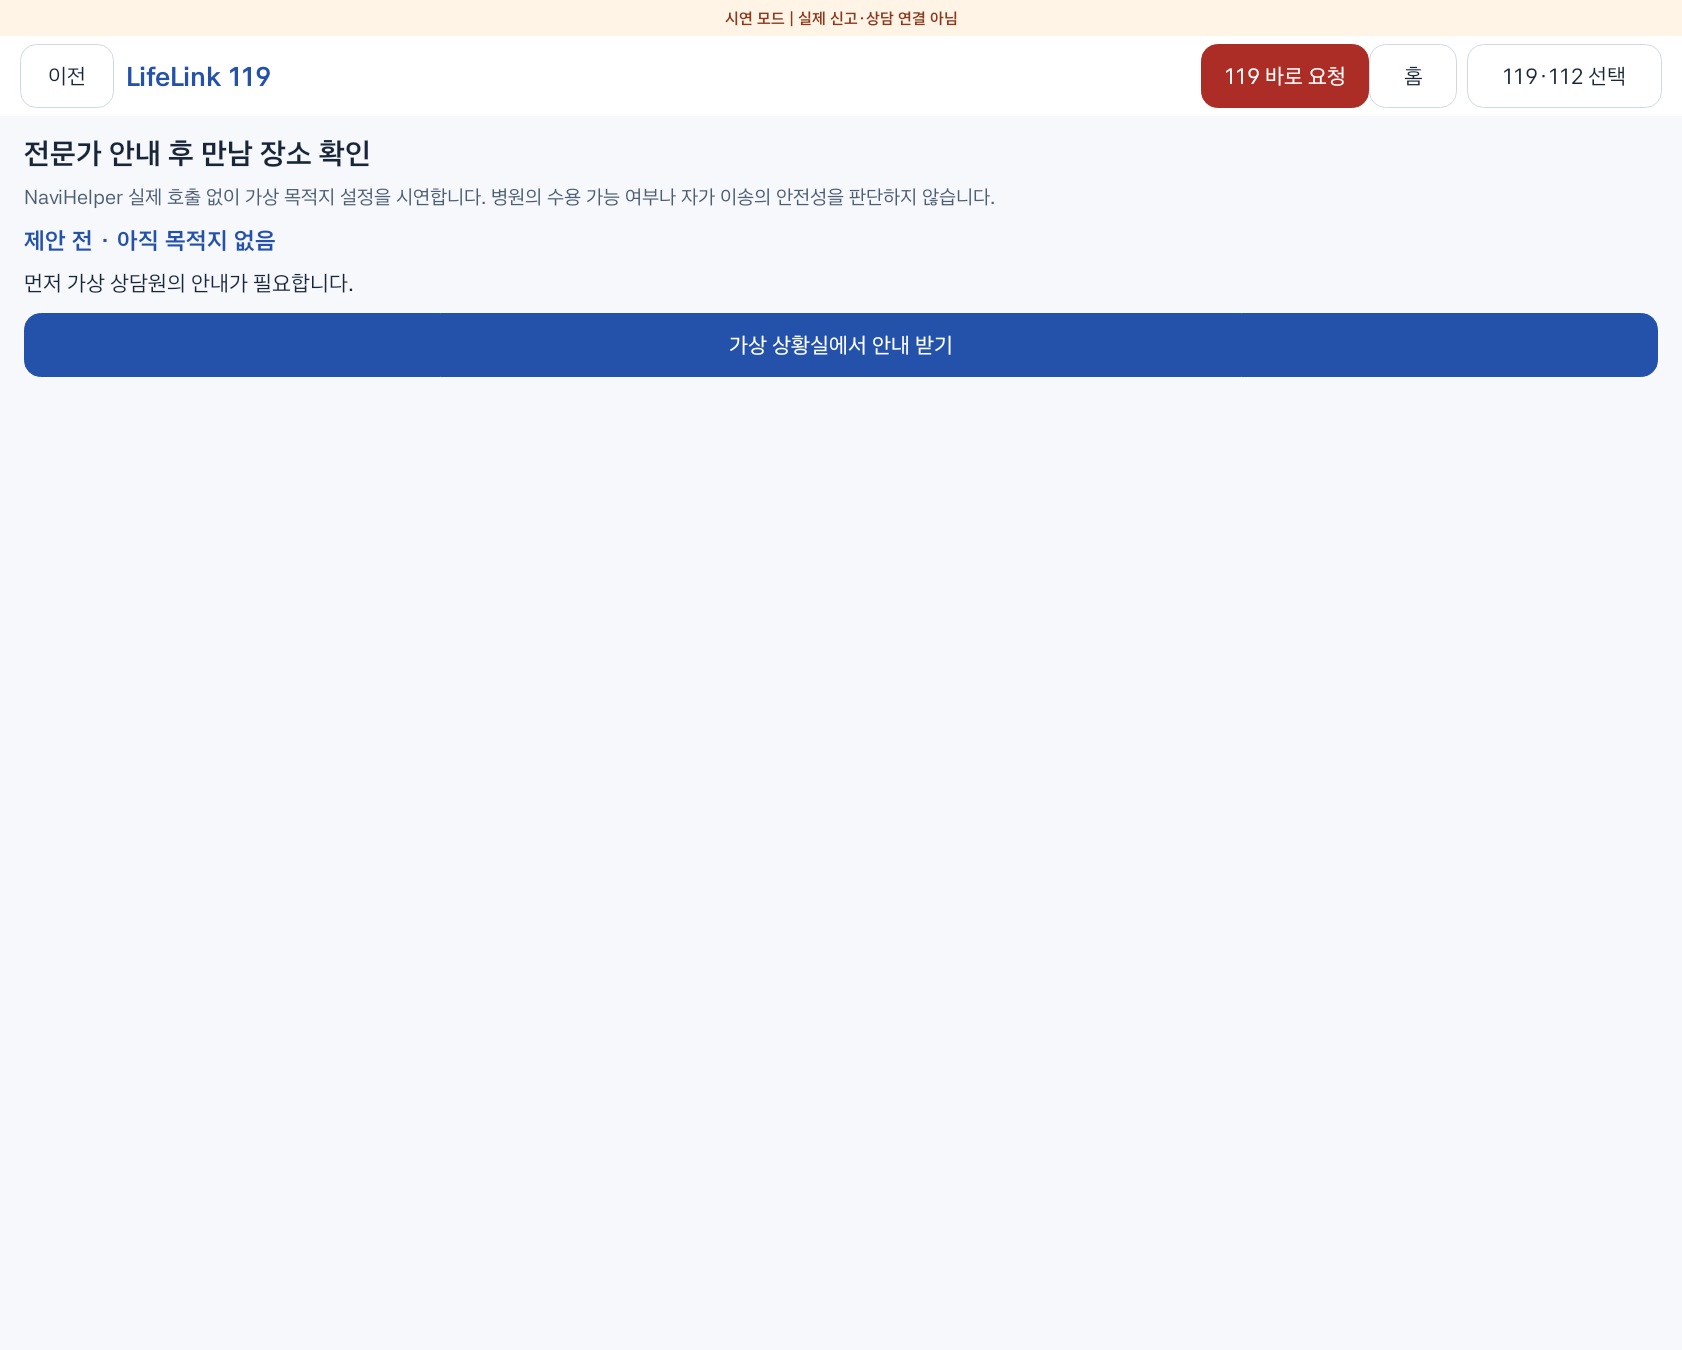 시연 모드 | 실제 신고·상담 연결 아님
이전
LifeLink 119
119 바로 요청
홈
119·112 선택
전문가 안내 후 만남 장소 확인
NaviHelper 실제 호출 없이 가상 목적지 설정을 시연합니다. 병원의 수용 가능 여부나 자가 이송의 안전성을 판단하지 않습니다.
제안 전 · 아직 목적지 없음
먼저 가상 상담원의 안내가 필요합니다.
가상 상황실에서 안내 받기